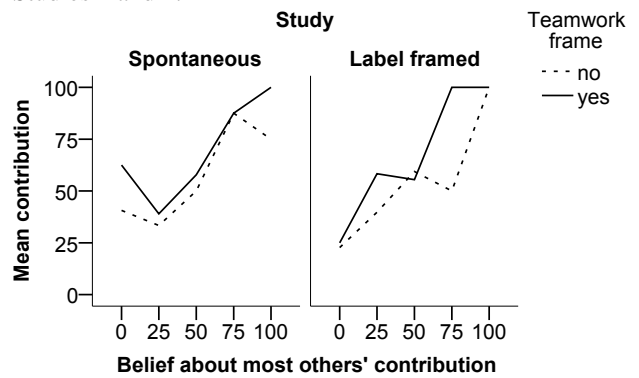 Study
Teamwork
frame
no
yes
Spontaneous
Label framed
Mean contribution
100
75
50
25
0
0 25 50 75 100
0 25 50 75 100
Belief about most others' contribution